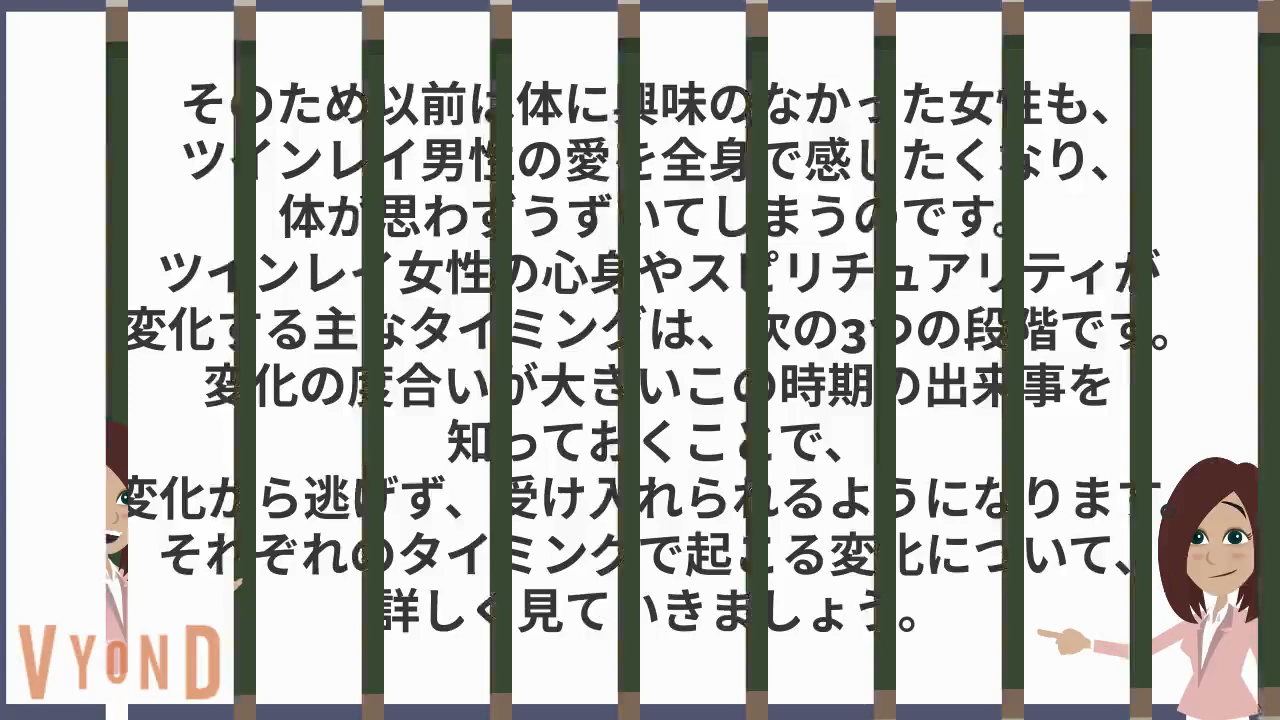 そのため以前は体に興味のなかった女性も、
ツインレイ男性の愛を全身で感じたくなり、
体が思わずうずいてしまうのです。
ツインレイ女性の心身やスピリチュアリティが
変化する主なタイミングは、次の3つの段階です。
変化の度合いが大きいこの時期の出来事を
知っておくことで、
変化から逃げず、受け入れられるようになります。
それぞれのタイミングで起こる変化について、
詳しく見ていきましょう。
VYOND